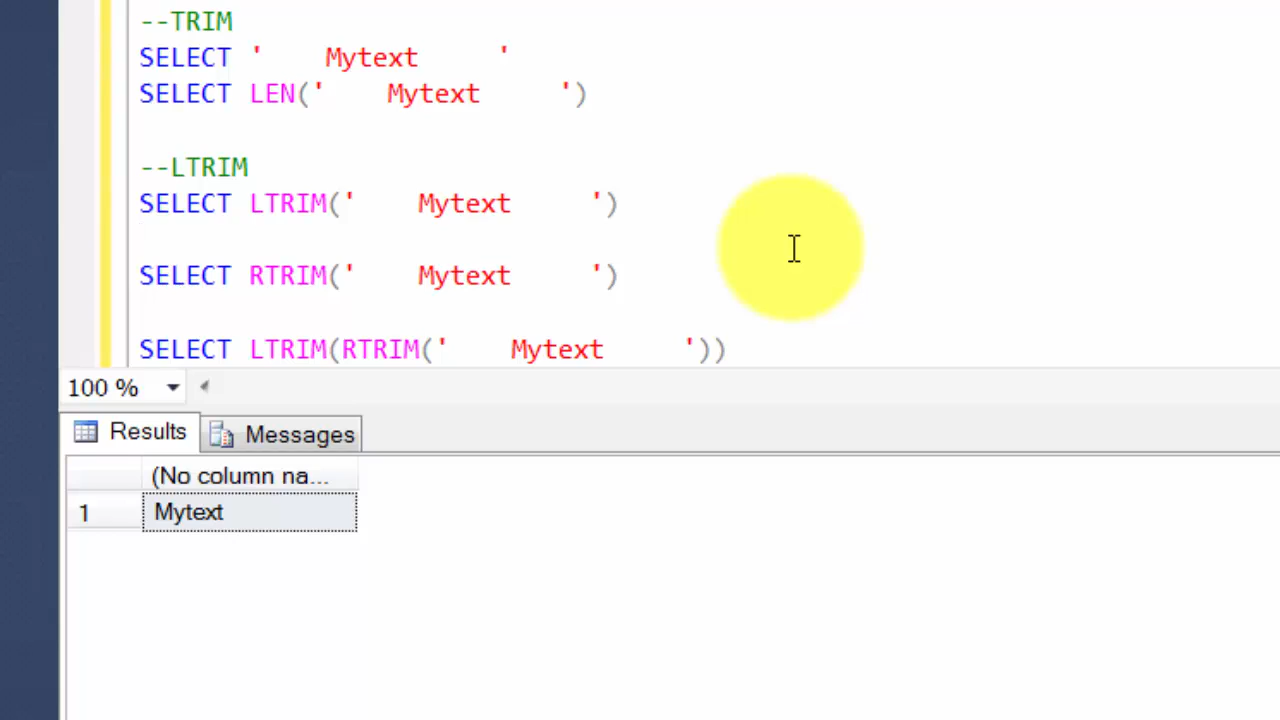 --TRIM
SELECT '    Mytext     '
SELECT LEN('    Mytext     ')
--LTRIM
SELECT LTRIM('    Mytext     ')
SELECT RTRIM('    Mytext     ')
SELECT LTRIM(RTRIM('    Mytext     '))
100 %
Results Messages
(No column na...
1 Mytext